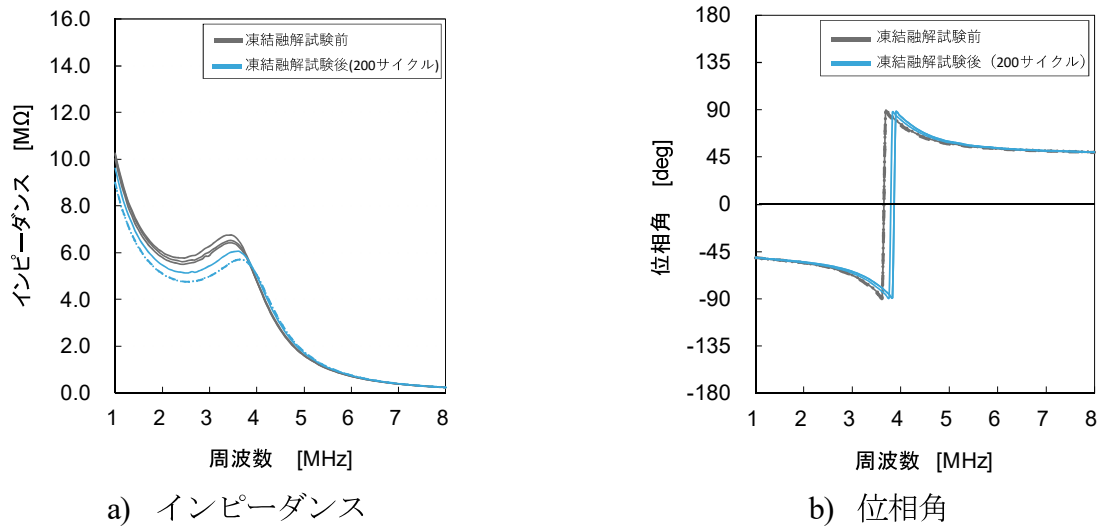 16.0
14.0
12.0
10.0
8.0
6.0
4.0
2.0
0.0
インピーダンス [MΩ]
凍結融解試験前
凍結融解試験後(200サイクル)
1 2 3 4 5 6 7 8
周波数 [MHz]
a) インピーダンス
180
135
90
45
0
-45
-90
-135
-180
位相角 [deg]
凍結融解試験前
凍結融解試験後（200サイクル）
1 2 3 4 5 6 7 8
周波数 [MHz]
b) 位相角